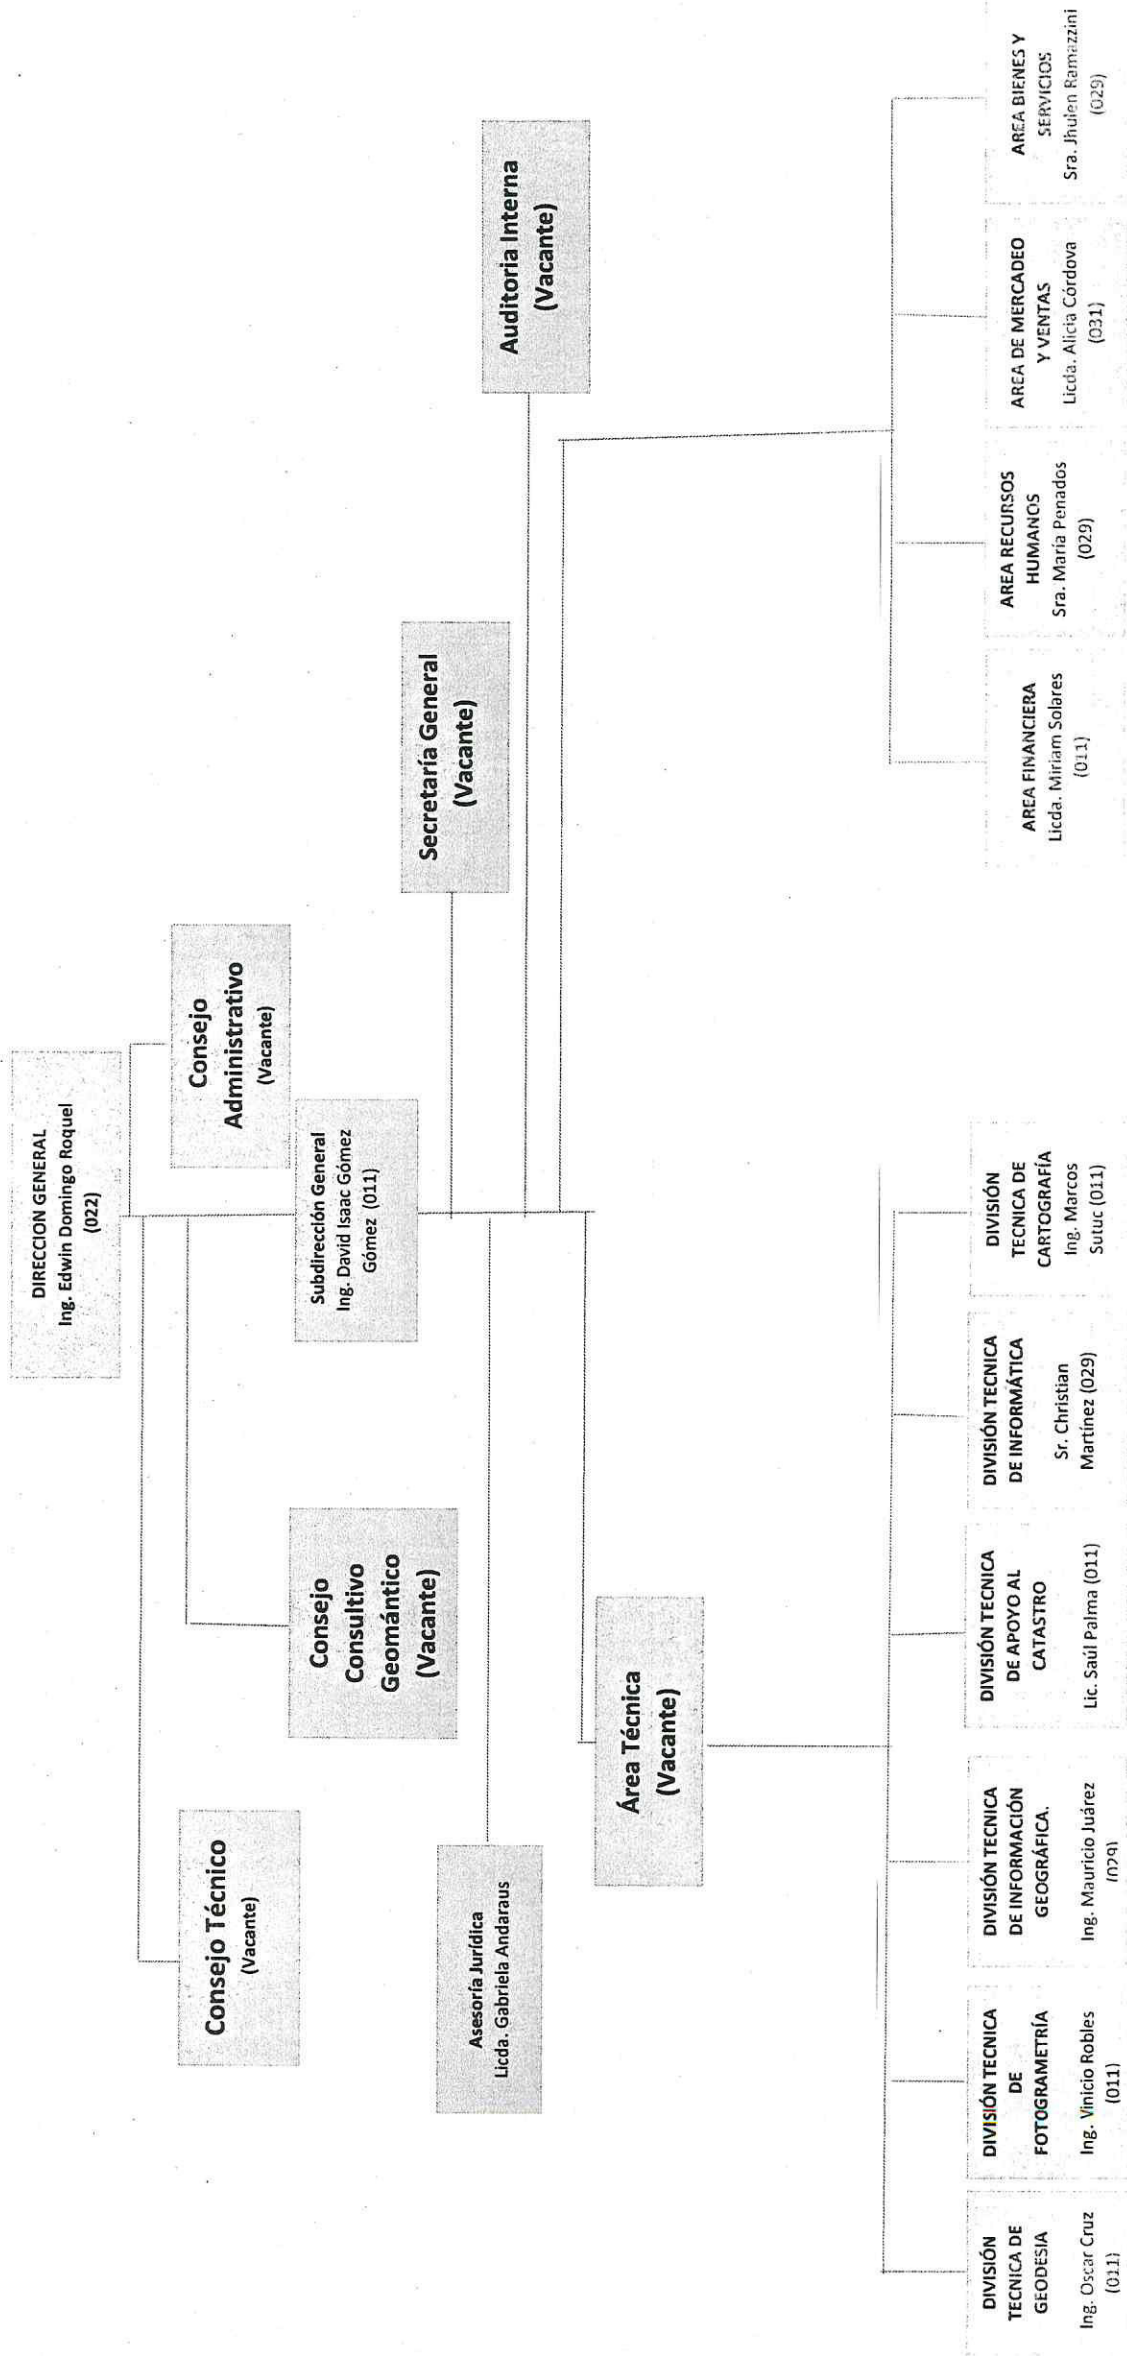 DIRECCION GENERAL
Ing. Edwin Domingo Roquel
(022)
Consejo
Administrativo
(Vacante)
Consejo Técnico
(Vacante)
Consejo
Consultivo
Geomántico
(Vacante)
Subdirección General
Ing. David Isaac Gómez
Gómez (011)
Secretaría General
(Vacante)
Asesoría Jurídica
Licda. Gabriela Andaraus
Auditoria Interna
(Vacante)
Área Técnica
(Vacante)
DIVISIÓN
TECNICA DE
GEODESIA
Ing. Oscar Cruz
(011)
DIVISIÓN TECNICA
DE
FOTOGRAMETRÍA
Ing. Vinicio Robles
(011)
DIVISIÓN TECNICA
DE INFORMACIÓN
GEOGRÁFICA.
Ing. Mauricio Juárez
(029)
DIVISIÓN TECNICA
DE APOYO AL
CATASTRO
Lic. Saúl Palma (011)
DIVISIÓN TECNICA
DE INFORMÁTICA
Sr. Christian
Martínez (029)
DIVISIÓN
TECNICA DE
CARTOGRAFÍA
Ing. Marcos
Sutuc (011)
AREA FINANCIERA
Licda. Miriam Solares
(011)
AREA RECURSOS
HUMANOS
Sra. María Penados
(029)
AREA DE MERCADEO
Y VENTAS
Licda. Alicia Córdova
(031)
AREA BIENES Y
SERVICIOS
Sra. Jhulen Ramazzini
(029)